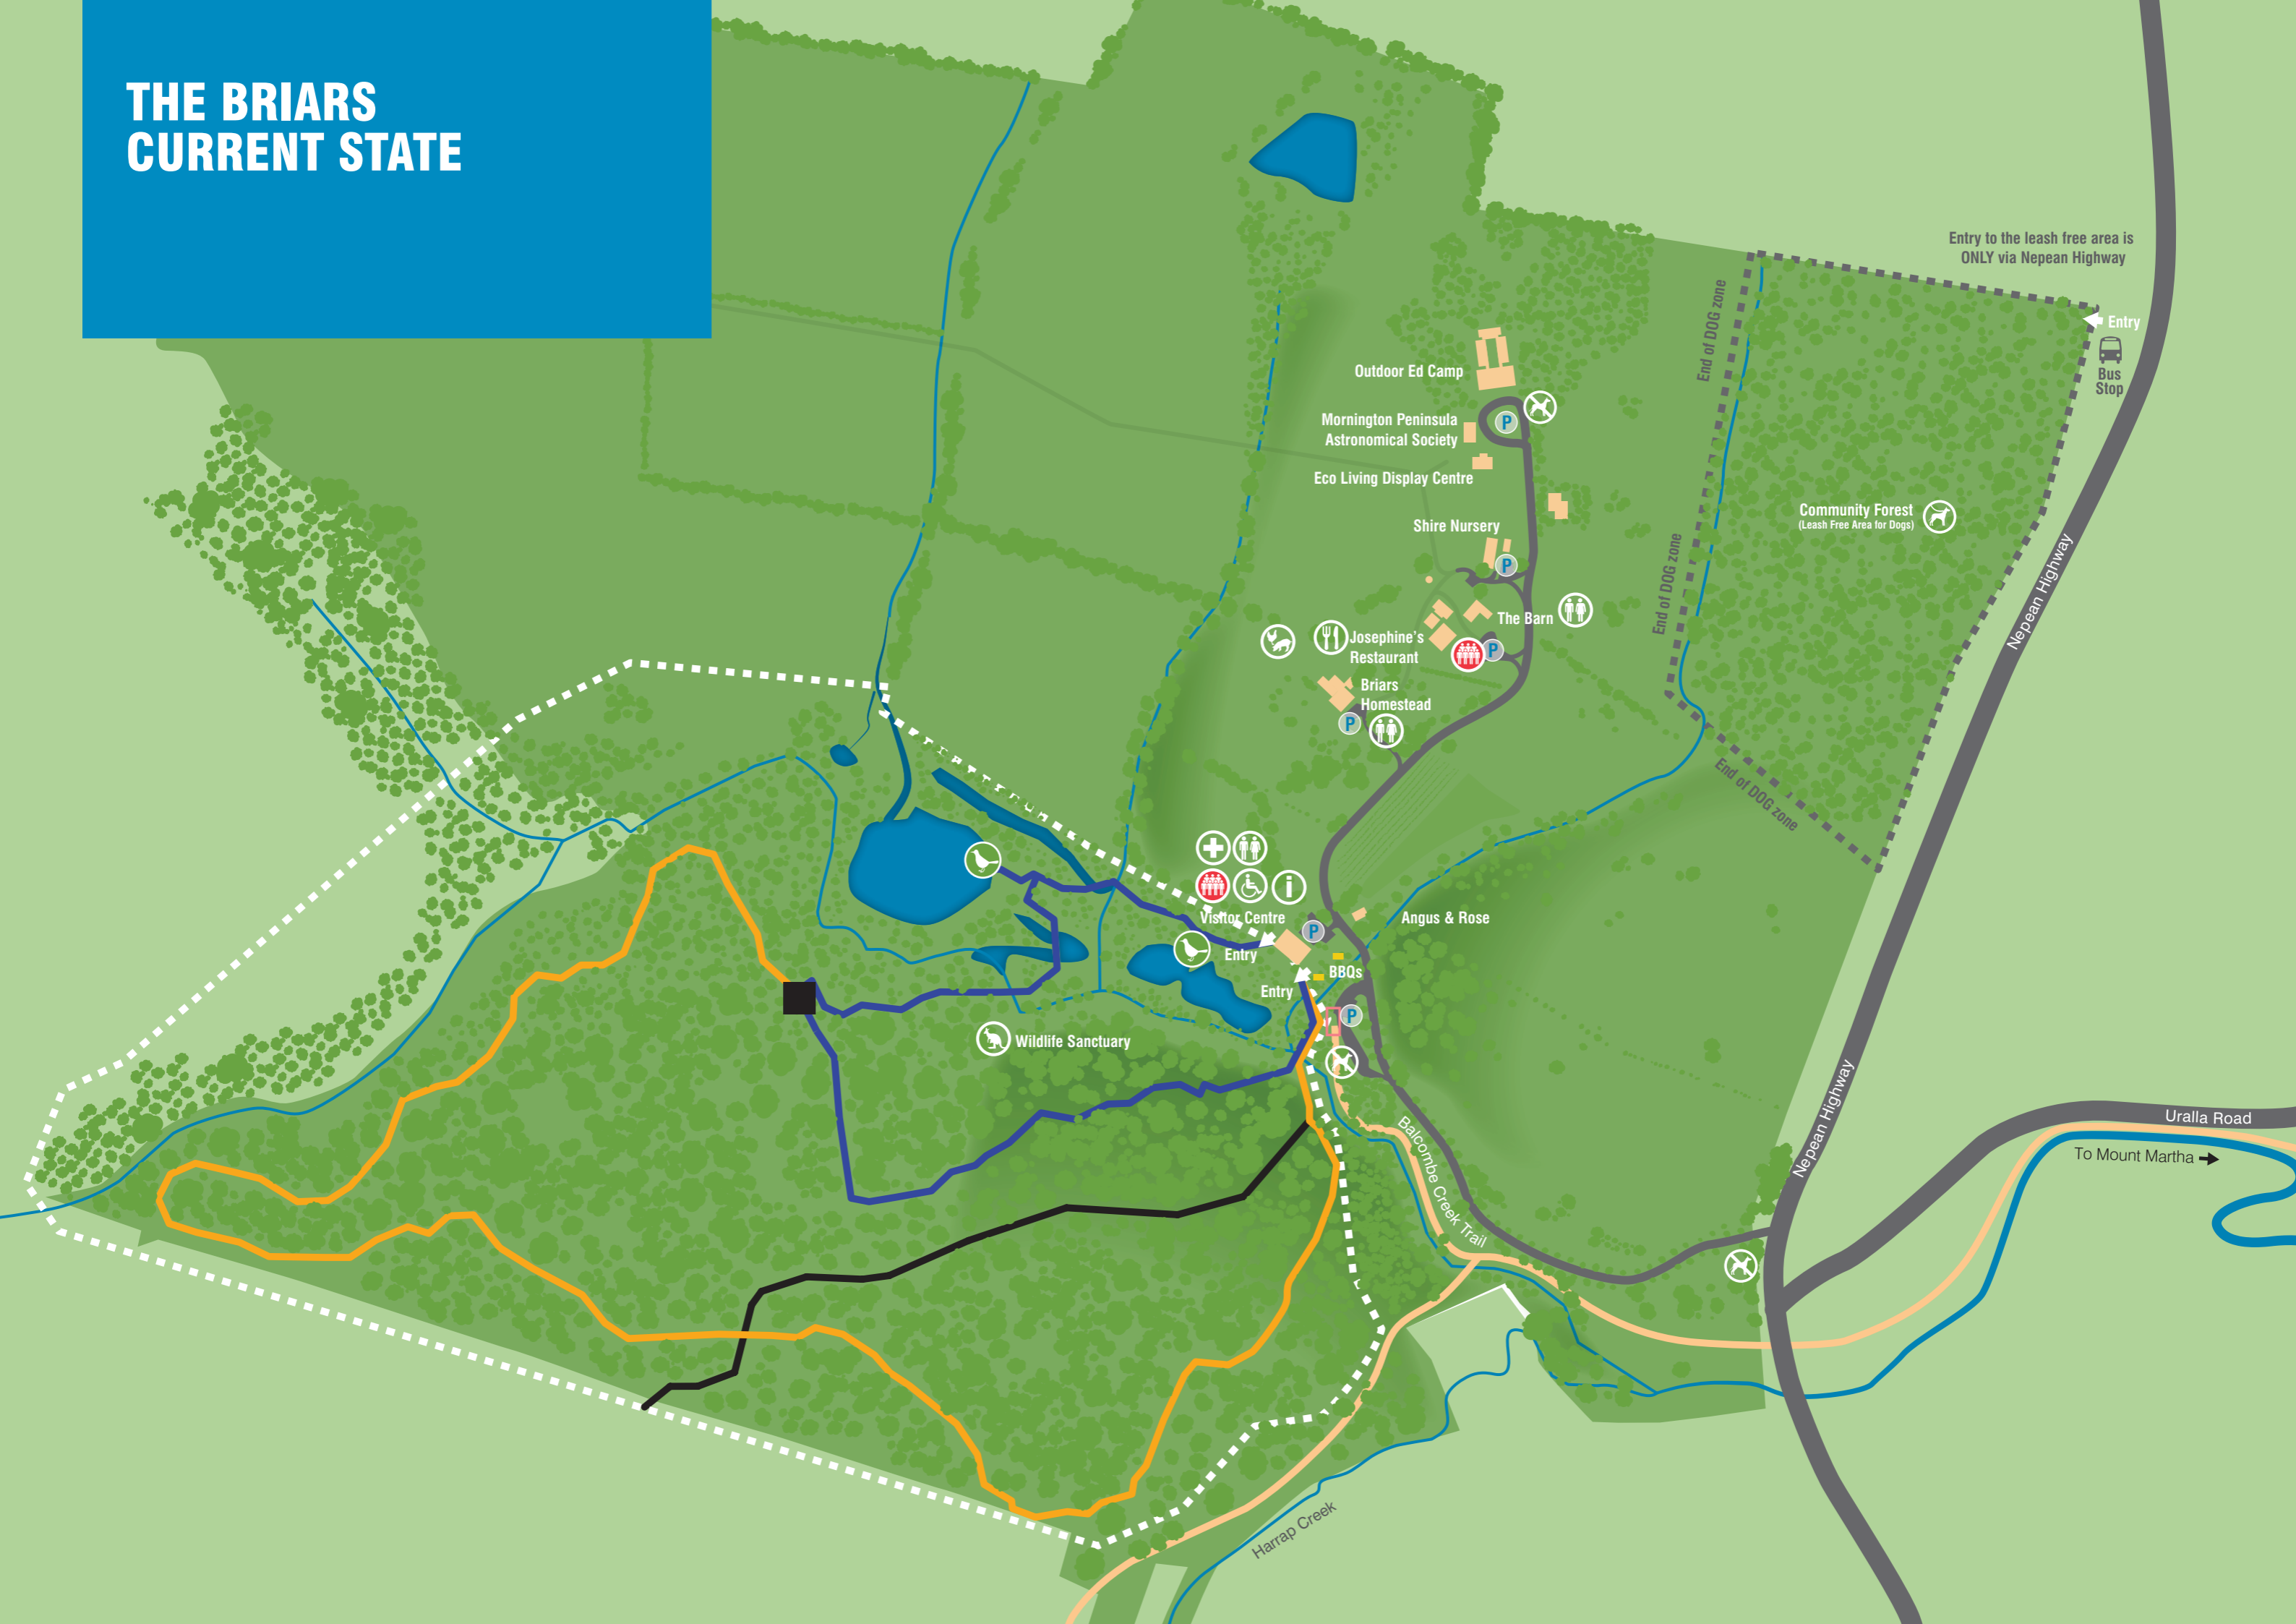 THE BRIARS
CURRENT STATE
Entry to the leash free area is
ONLY via Nepean Highway
End of DOG zone
Entry
Bus
Stop
Outdoor Ed Camp
P
Mornington Peninsula
Astronomical Society
Eco Living Display Centre
Community Forest
(Leash Free Area for Dogs)
Shire Nursery
P
End of DOG zone
Nepean Highway
The Barn
Josephine's
Restaurant
P
Briars
Homestead
P
End of DOG zone
i
Visitor Centre
Angus & Rose
P
Entry
BBQs
Entry
P
Wildlife Sanctuary
Balcombe Creek Trail
Nepean Highway
Uralla Road
To Mount Martha
Harrap Creek